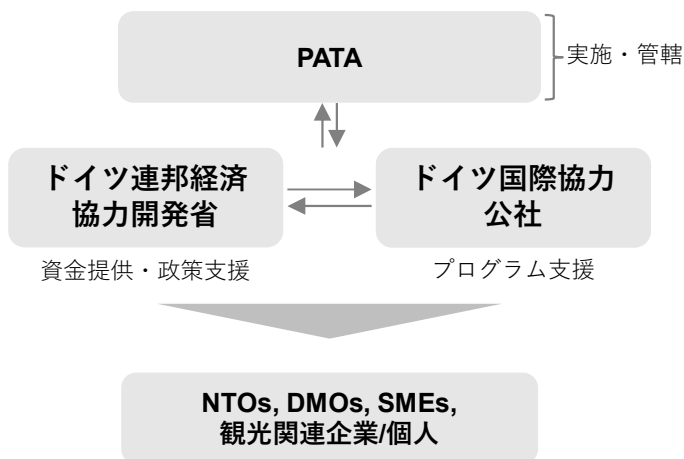 PATA
実施・管轄
ドイツ連邦経済
協力開発省
ドイツ国際協力
公社
資金提供・政策支援
プログラム支援
NTOs, DMOs, SMEs,
観光関連企業/個人